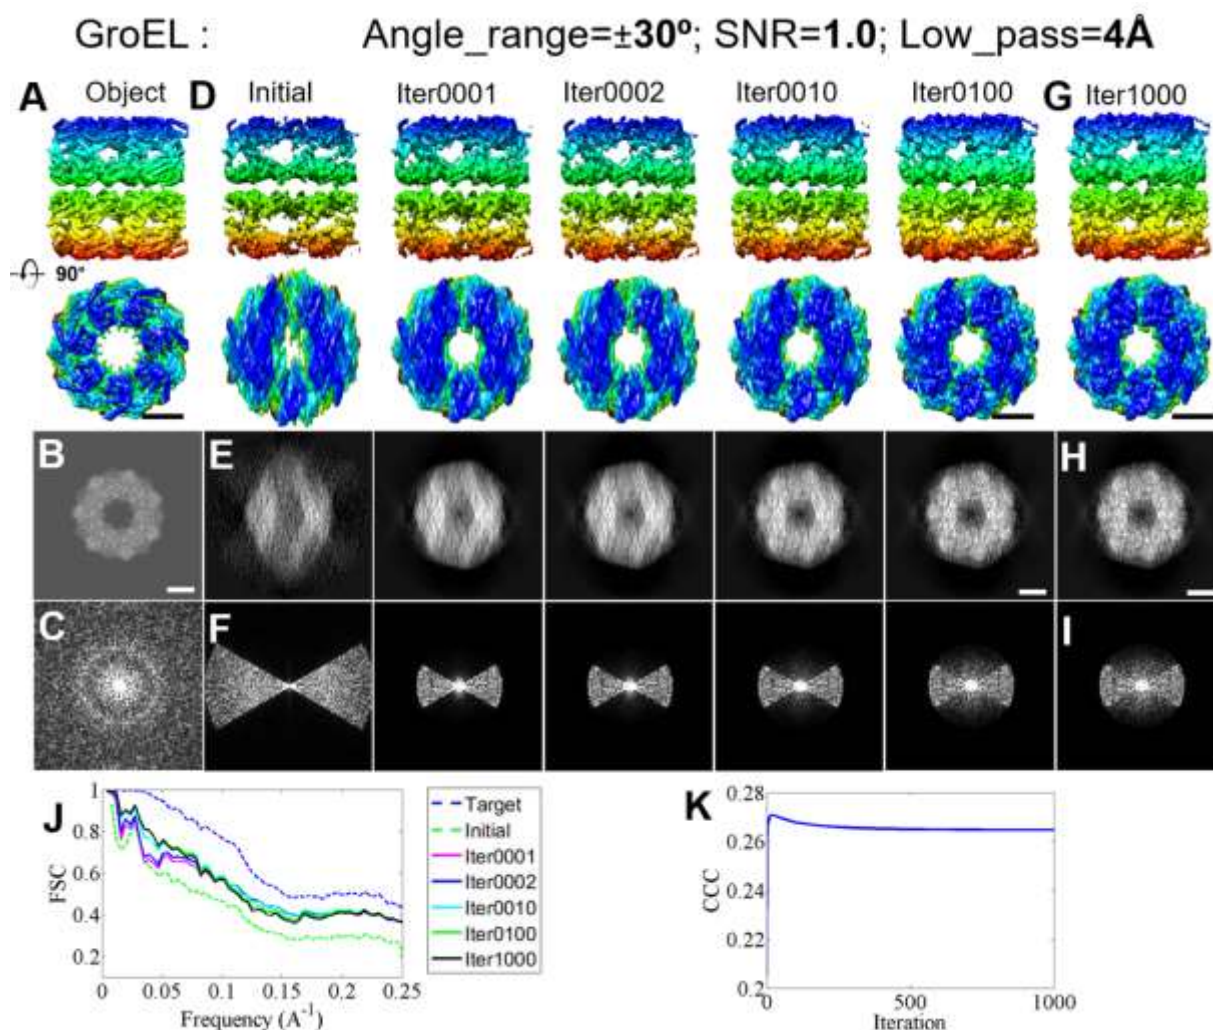 GroEL : Angle_range=±30º; SNR=1.0; Low_pass=4Å
A Object D Initial Iter0001 Iter0002 Iter0010 Iter0100 G Iter1000
90°
B E H
C F I
J
1
0.8
0.6
0.4
0.2
FSC
0 0.05 0.1 0.15 0.2 0.25
Frequency (A-1)
Target
Initial
Iter0001
Iter0002
Iter0010
Iter0100
Iter1000
K
0.28
0.26
0.24
0.22
0.2
CCC
0 500 1000
Iteration